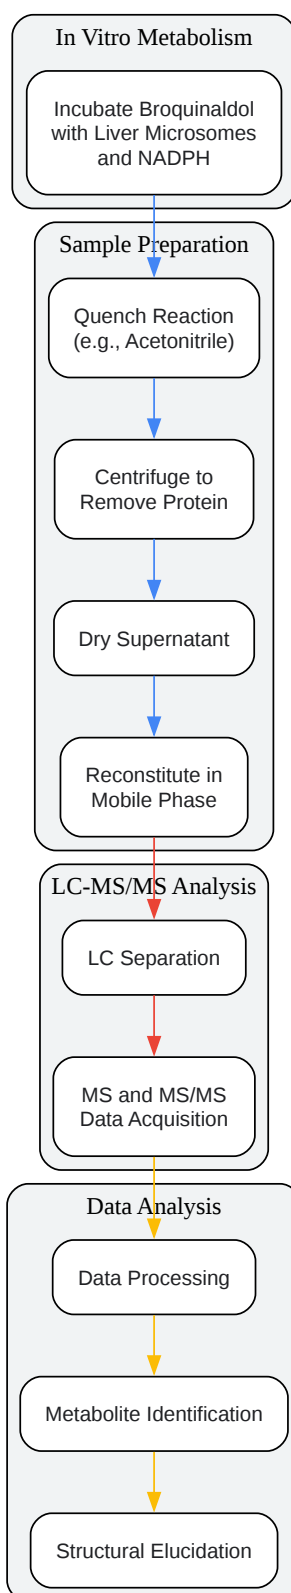 In Vitro Metabolism
Incubate Broquinaldol
with Liver Microsomes
and NADPH
Sample Preparation
Quench Reaction
(e.g., Acetonitrile)
Centrifuge to
Remove Protein
Dry Supernatant
Reconstitute in
Mobile Phase
LC-MS/MS Analysis
LC Separation
MS and MS/MS
Data Acquisition
Data Analysis
Data Processing
Metabolite Identification
Structural Elucidation